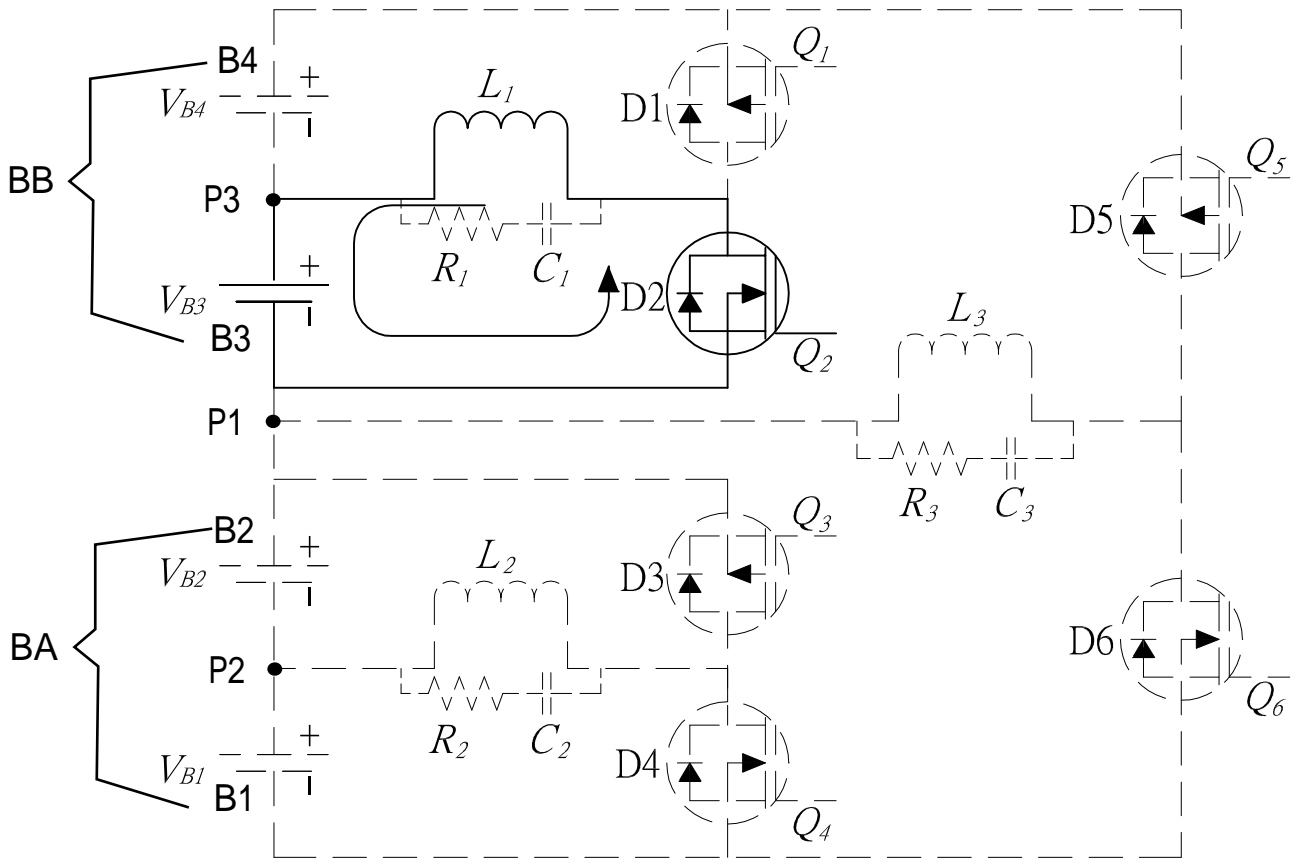 B4
Q1
+
VB4
L1
D1
BB
Q5
P3
D5
R1
C1
+
VB3
D2
B3
L3
Q2
P1
R3
C3
B2
Q3
+
VB2
L2
D3
BA
P2
D6
R2
C2
Q6
+
VB1
D4
B1
Q4